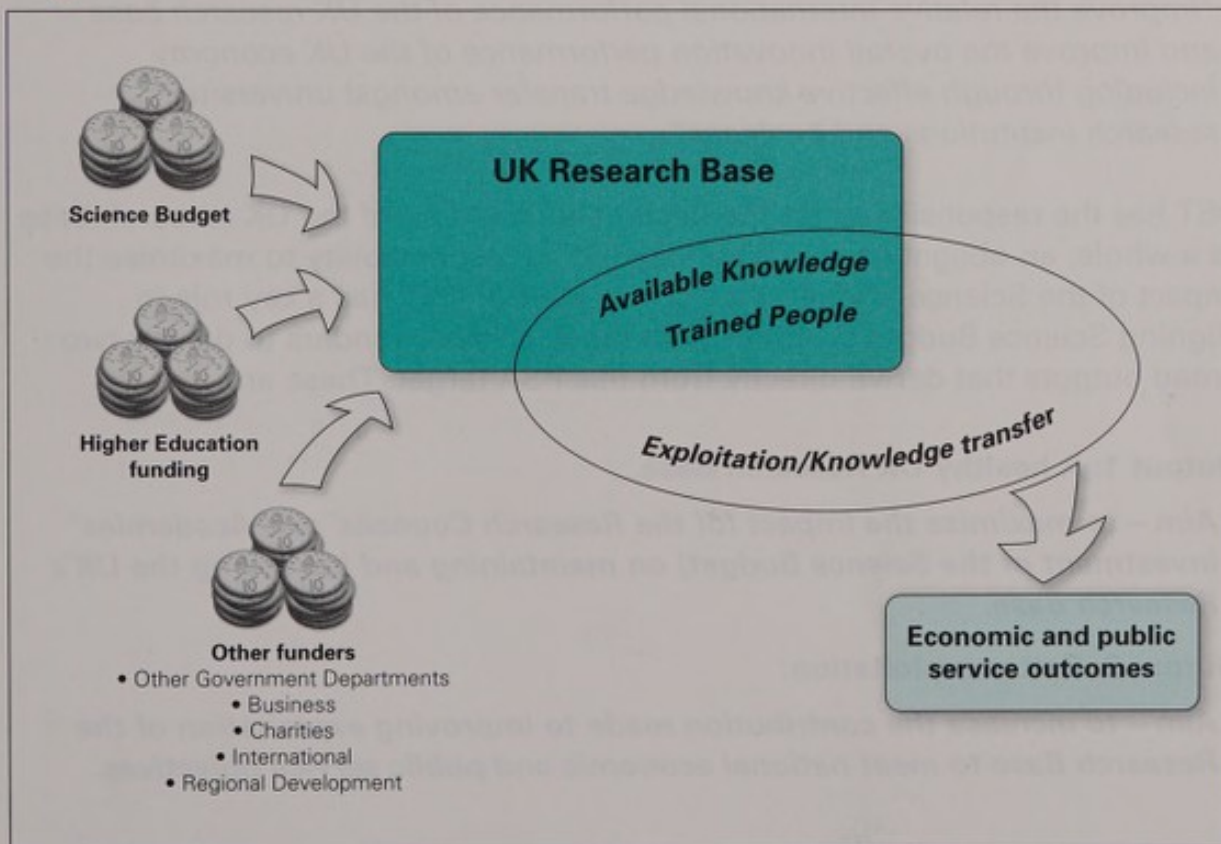 Science Budget
Higher Education
funding
Other funders
• Other Government Departments
• Business
• Charities
• International
• Regional Development
UK Research Base
Available Knowledge
Trained People
Exploitation/Knowledge transfer
Economic and public
service outcomes